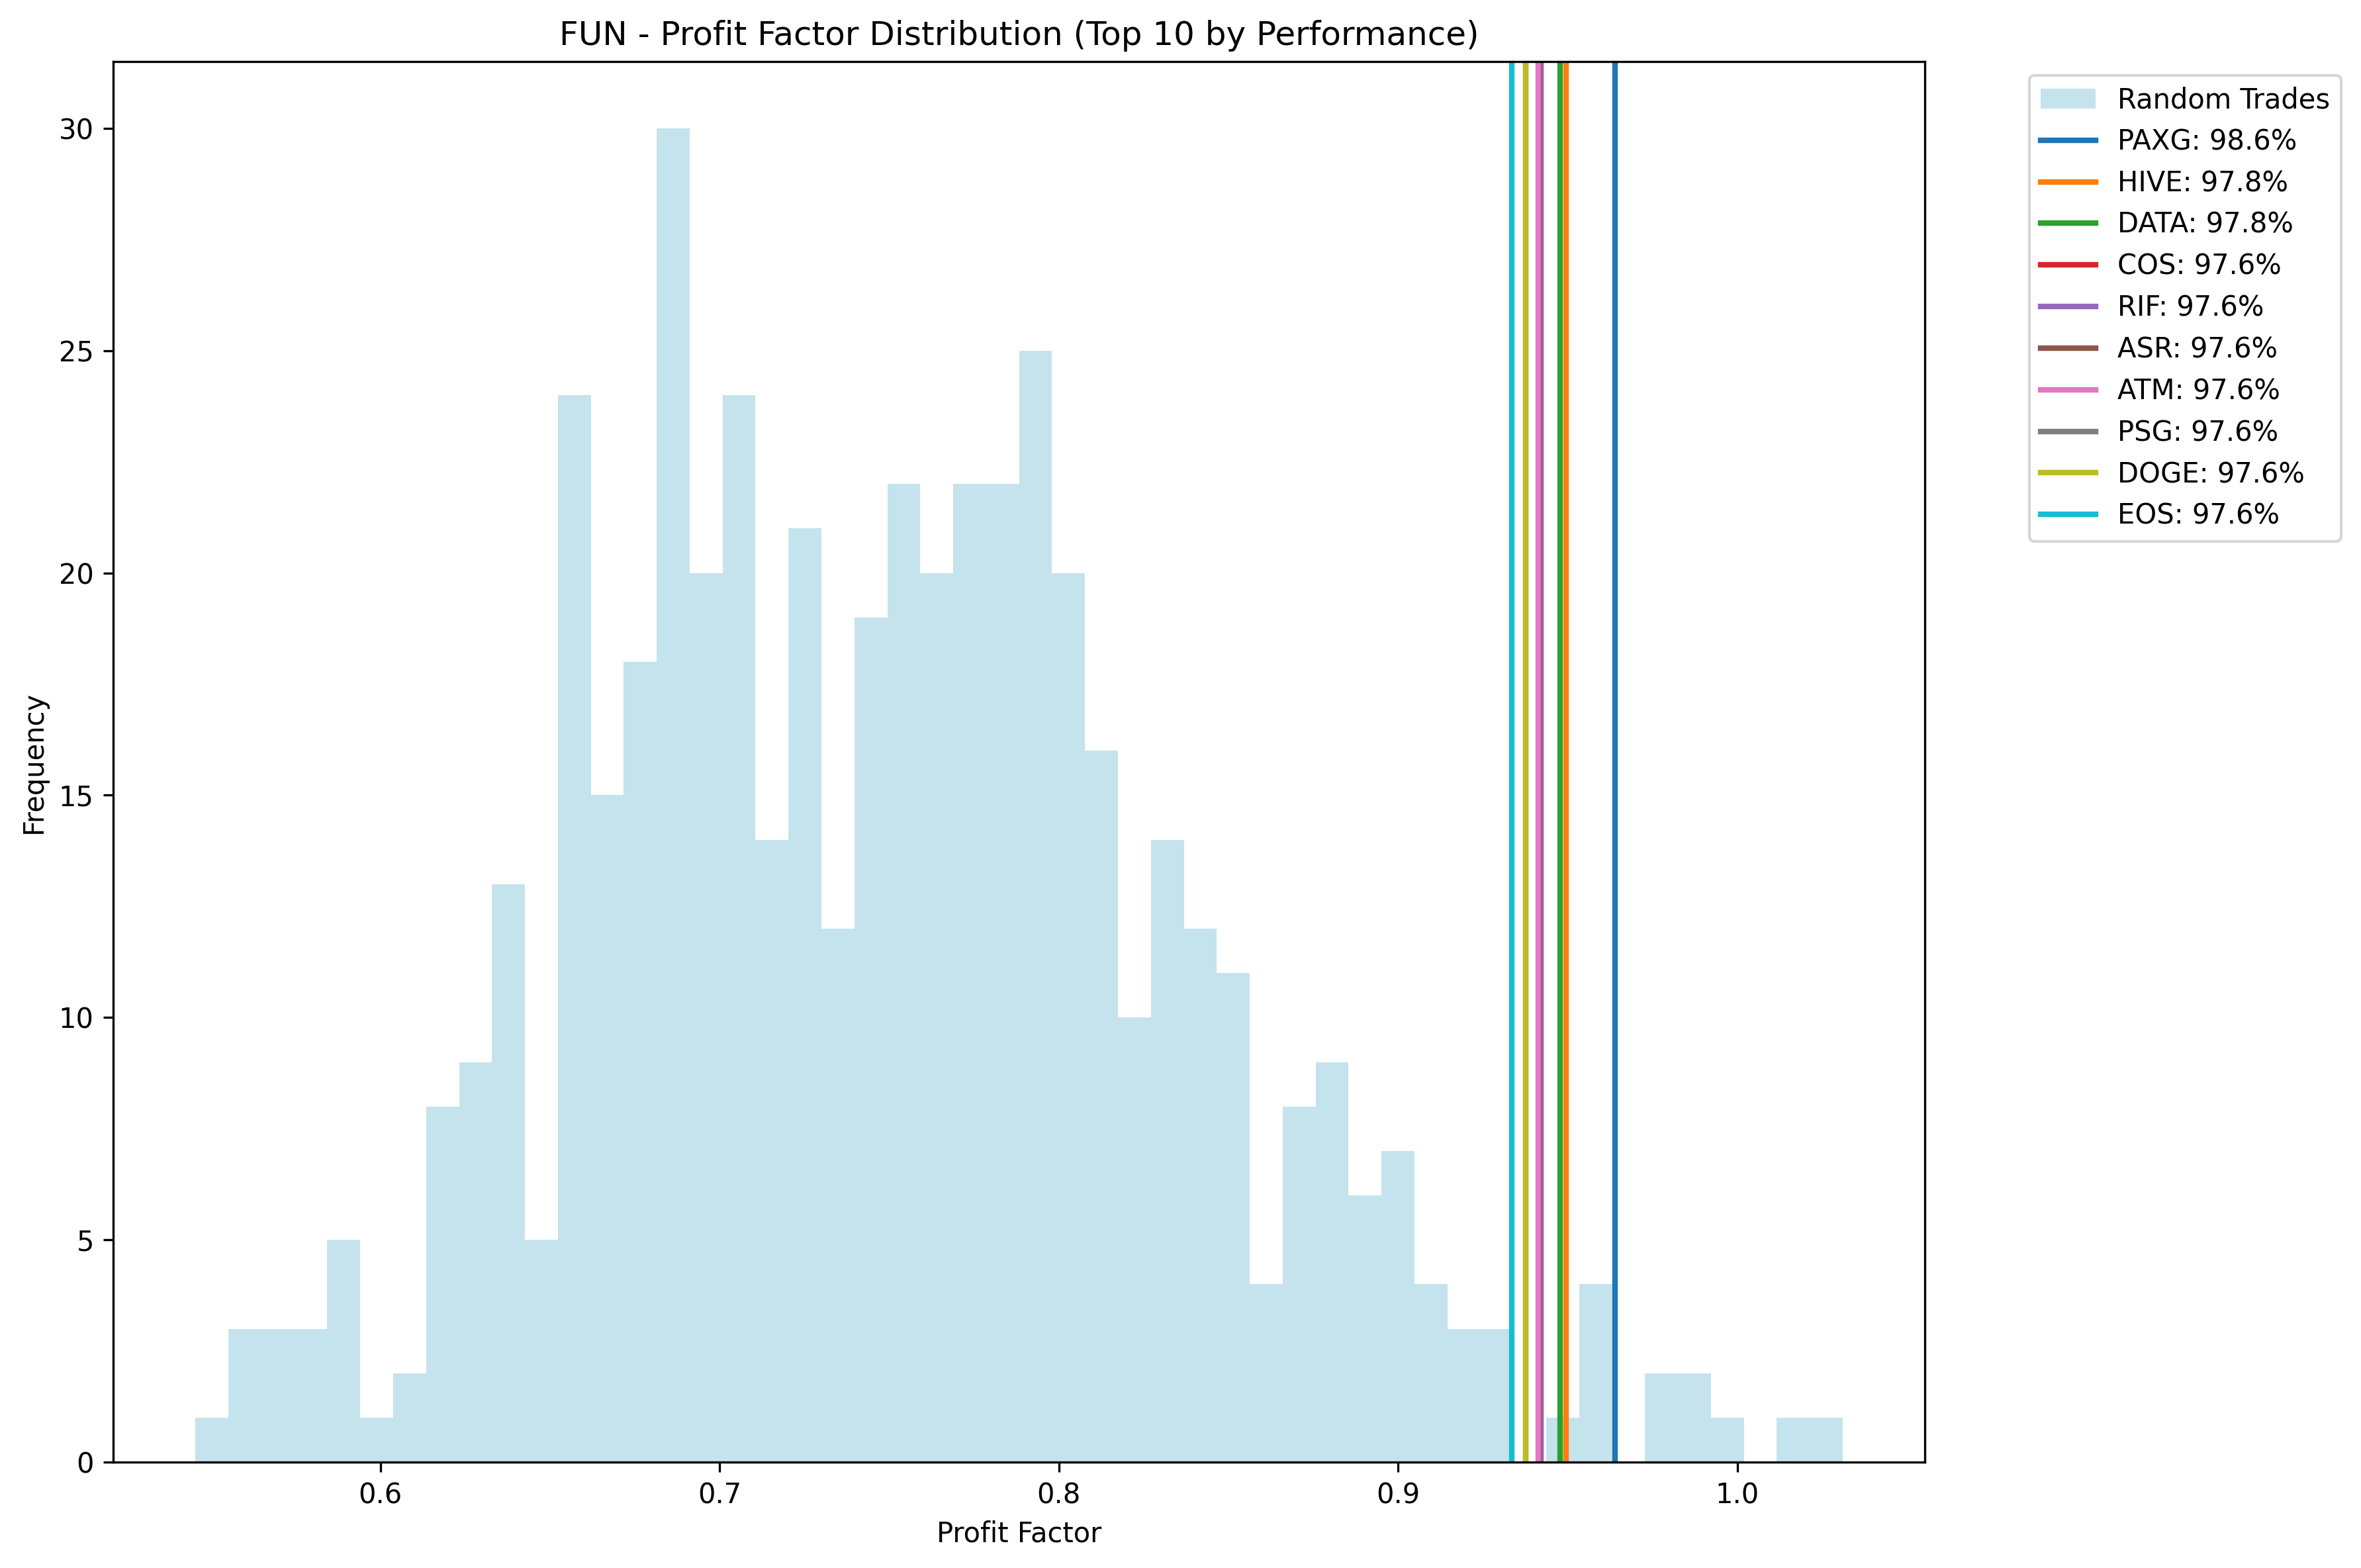 FUN - Profit Factor Distribution (Top 10 by Performance)
Random Trades
PAXG: 98.6%
HIVE: 97.8%
DATA: 97.8%
COS: 97.6%
RIF: 97.6%
ASR: 97.6%
ATM: 97.6%
PSG: 97.6%
DOGE: 97.6%
EOS: 97.6%
Frequency
30
25
20
15
10
5
0
0.6 0.7 0.8 0.9 1.0
Profit Factor